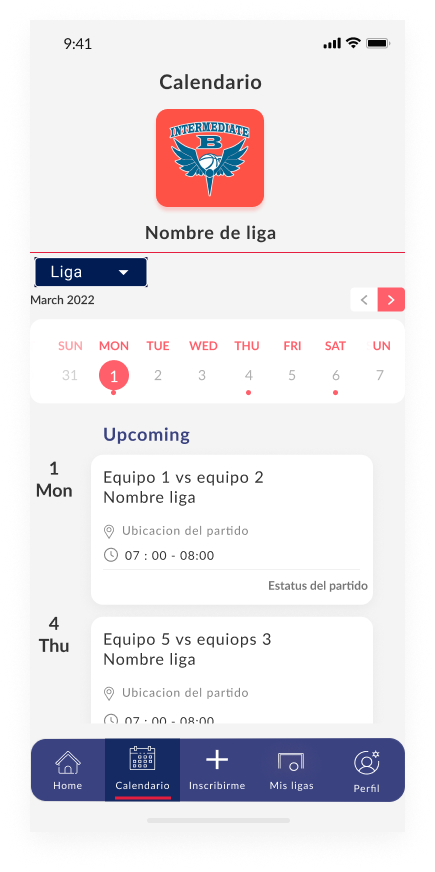 9:41
Calendario
INTERMEDIATE
B
Nombre de liga
Liga
March 2022
SUN MON TUE WED THU FRI SAT UN
31 1 2 3 4 5 6 7
Upcoming
1
Mon
Equipo 1 vs equipo 2
Nombre liga
Ubicacion del partido
07 : 00 - 08:00
Estatus del partido
4
Thu
Equipo 5 vs equiops 3
Nombre liga
Ubicacion del partido
07 : 00 - 08:00
Home Calendario Inscribirme Mis ligas Perfil